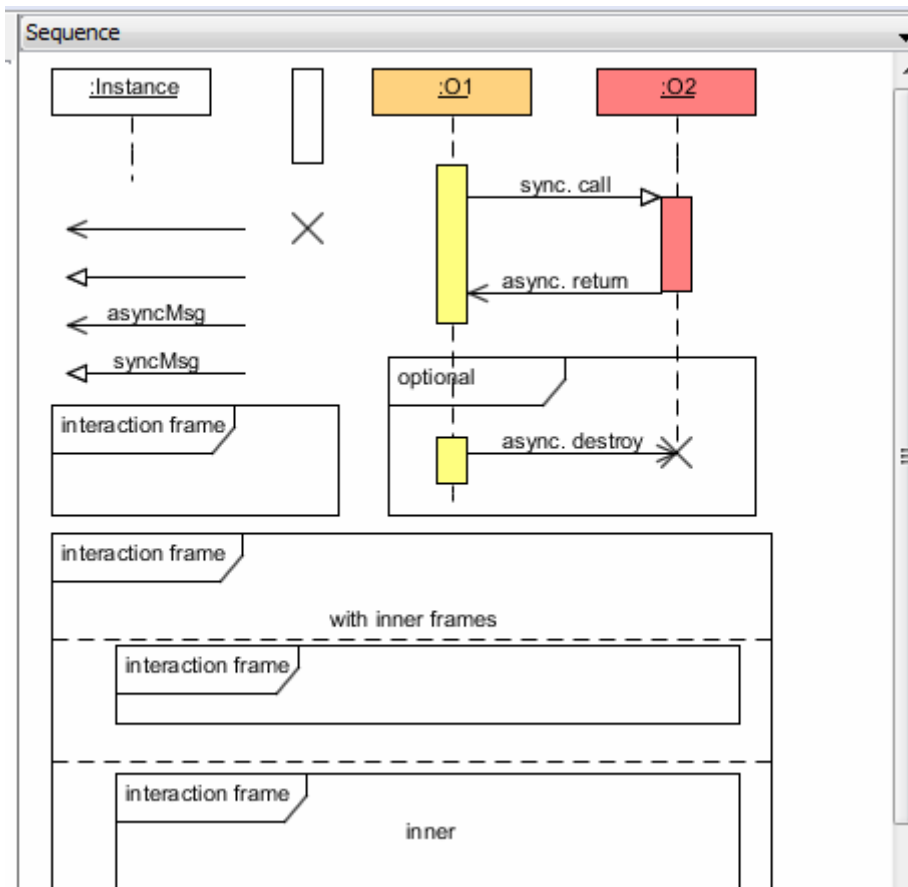 Sequence
:Instance
:O1
:O2
sync. call
async. return
asyncMsg
syncMsg
optional
interaction frame
async. destroy
interaction frame
with inner frames
interaction frame
interaction frame
inner